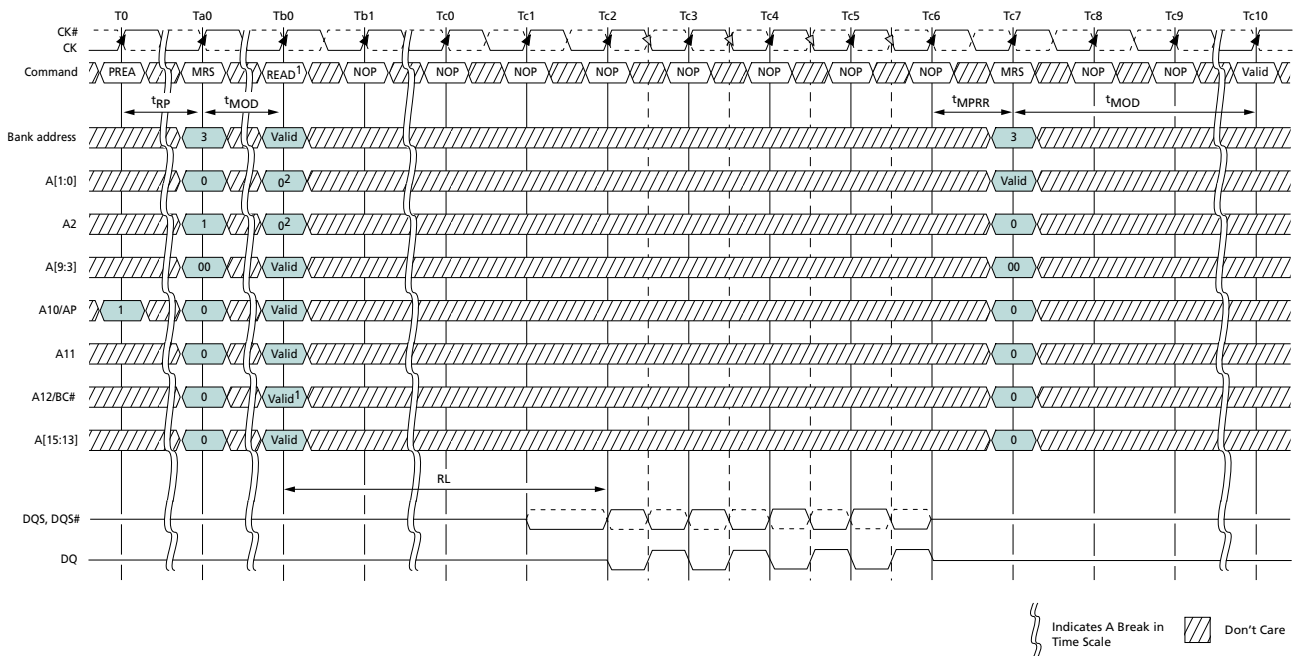 T0 Ta0 Tb0 Tb1 Tc0 Tc1 Tc2 Tc3 Tc4 Tc5 Tc6 Tc7 Tc8 Tc9 Tc10
CK#
CK
Command PREA MRS READ1 NOP NOP NOP NOP NOP NOP NOP NOP MRS NOP NOP Valid
tRP tMOD tMPRR tMOD
Bank address 3 Valid 3
A[1:0] 0 02 Valid
A2 1 02 0
A[9:3] 00 Valid 00
A10/AP 1 0 Valid 0
A11 0 Valid 0
A12/BC# 0 Valid1 0
A[15:13] 0 Valid 0
RL
DQS, DQS#
DQ
Indicates A Break in
Time Scale
Don't Care